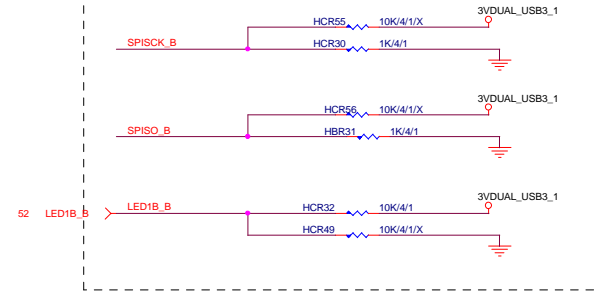 3VDUAL_USB3_1
HCR55 10K/4/1/X
SPISCK_B HCR30 1K/4/1
3VDUAL_USB3_1
HCR56 10K/4/1/X
SPISO_B HBR31 1K/4/1
3VDUAL_USB3_1
52 LED1B_B LED1B_B HCR32 10K/4/1
HCR49 10K/4/1/X